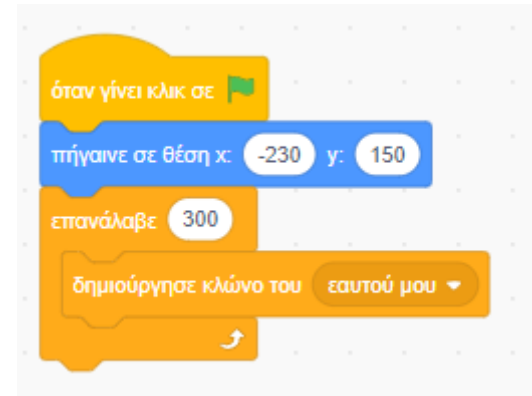 όταν γίνει κλικ σε
πήγαινε σε θέση x: -230 y: 150
επανάλαβε 300
δημιούργησε κλώνο του εαυτού μου